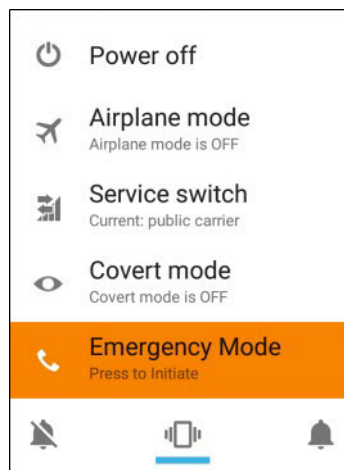 Power off
Airplane mode
Airplane mode is OFF
Service switch
Current: public carrier
Covert mode
Covert mode is OFF
Emergency Mode
Press to Initiate